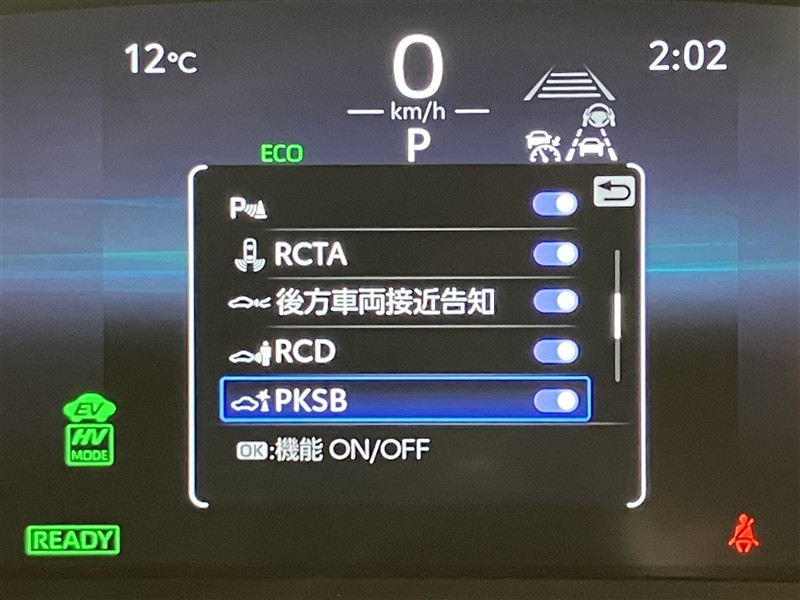 12℃
0
km/h
P
2:02
ECO
P
RCTA
後方車両接近告知
RCD
PKSB
OK:機能 ON/OFF
EV
HV
MODE
READY